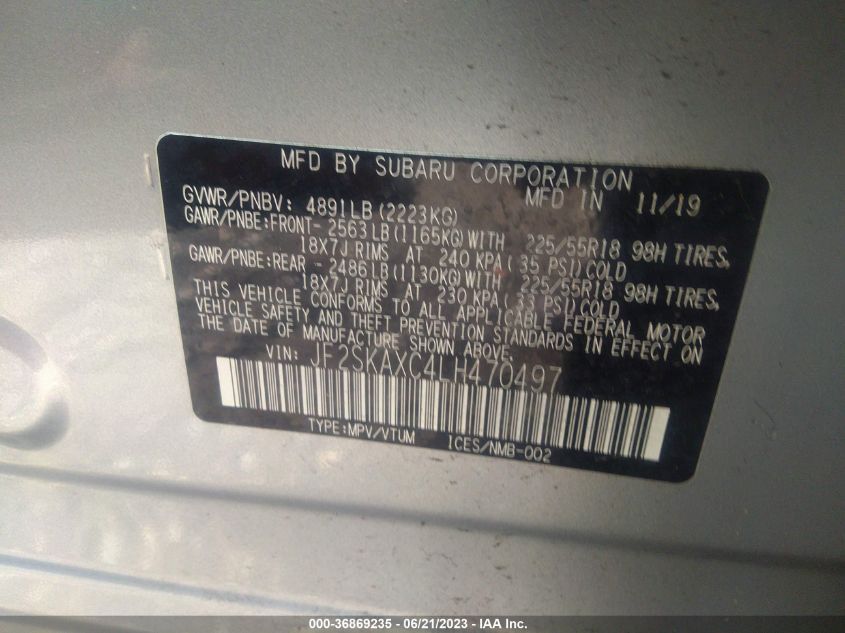 MFD BY SUBARU CORPORATION
MFD IN 11/19
GVWR/PNBV: 4891LB(2223KG)
GAWR/PNBE:FRONT- 2563LB(1165KG)WITH 225/55R18 98H TIRES,
18X7J RIMS AT 240 KPA( 35 PSI)COLD
GAWR/PNBE:REAR -2486LB(1130KG)WITH 225/55R18 98H TIRES,
18X7J RIMS AT 230 KPA( 33 PSI)COLD
THIS VEHICLE CONFORMS TO ALL APPLICABLE FEDERAL MOTOR
VEHICLE SAFETY AND THEFT PREVENTION STANDARDS IN EFFECT ON
THE DATE OF MANUFACTURE SHOWN ABOVE.
VIN: JF2SKAXC4LH470497
TYPE:MPV/VTUM ICES/NMB-002
000-36869235 - 06/21/2023 - IAA Inc.